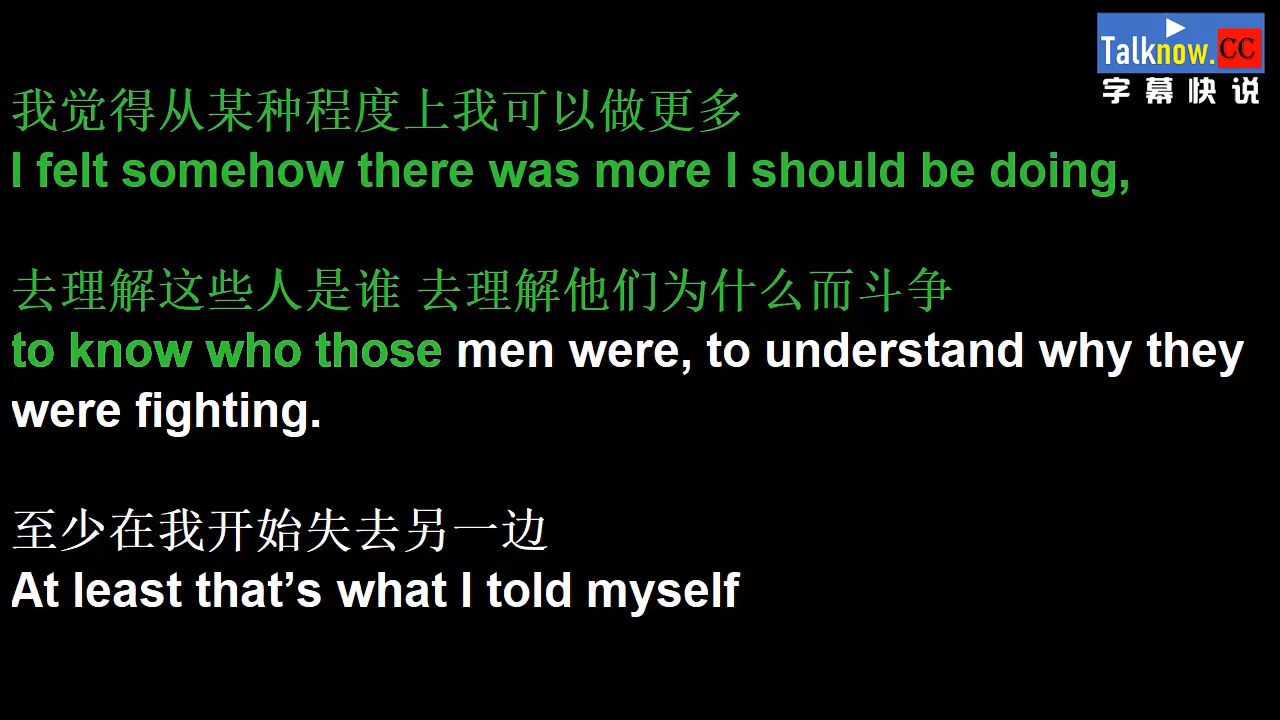 Talknow.CC
字幕快说
我觉得从某种程度上我可以做更多
I felt somehow there was more I should be doing,
去理解这些人是谁 去理解他们为什么而斗争
to know who those men were, to understand why they
were fighting.
至少在我开始失去另一边
At least that’s what I told myself